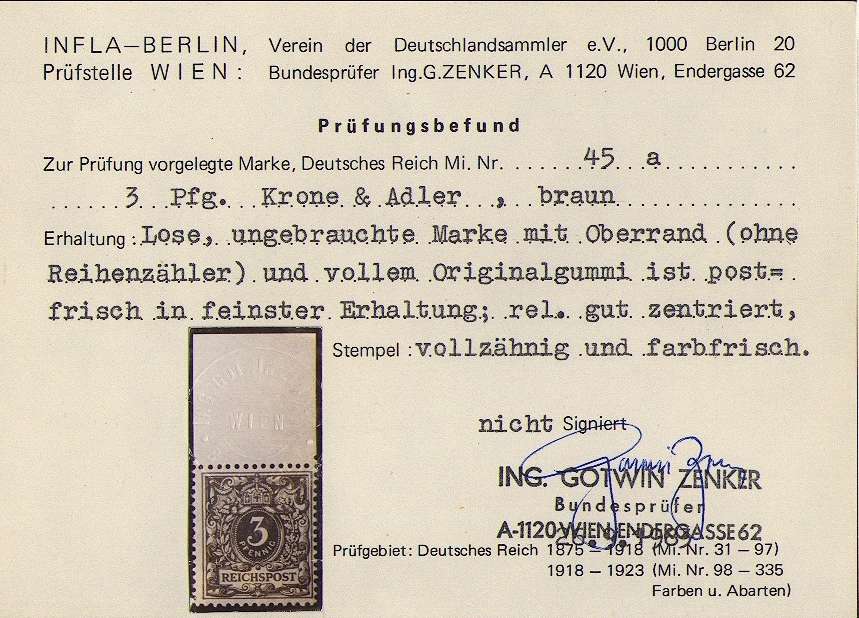 INFLA–BERLIN, Verein der Deutschlandsammler e.V., 1000 Berlin 20
Prüfstelle WIEN: Bundesprüfer Ing.G.ZENKER, A 1120 Wien, Endergasse 62
Prüfungsbefund
Zur Prüfung vorgelegte Marke, Deutsches Reich Mi. Nr. 45 a
3 Pfg. Krone & Adler , braun
Erhaltung: Lose, ungebrauchte Marke mit Oberrand (ohne
Reihenzähler) und vollem Originalgummi ist post=
frisch in feinster Erhaltung; rel. gut zentriert,
Stempel: vollzähnig und farbfrisch.
WIEN
nicht Signiert
ING. GOTWIN ZENKER
Bundesprüfer
A-1120 WIEN, ENDERGASSE 62
3
PFENNIG
REICHSPOST
Prüfgebiet: Deutsches Reich 1875 – 1918 (Mi. Nr. 31 – 97)
1918 – 1923 (Mi. Nr. 98 – 335
Farben u. Abarten)